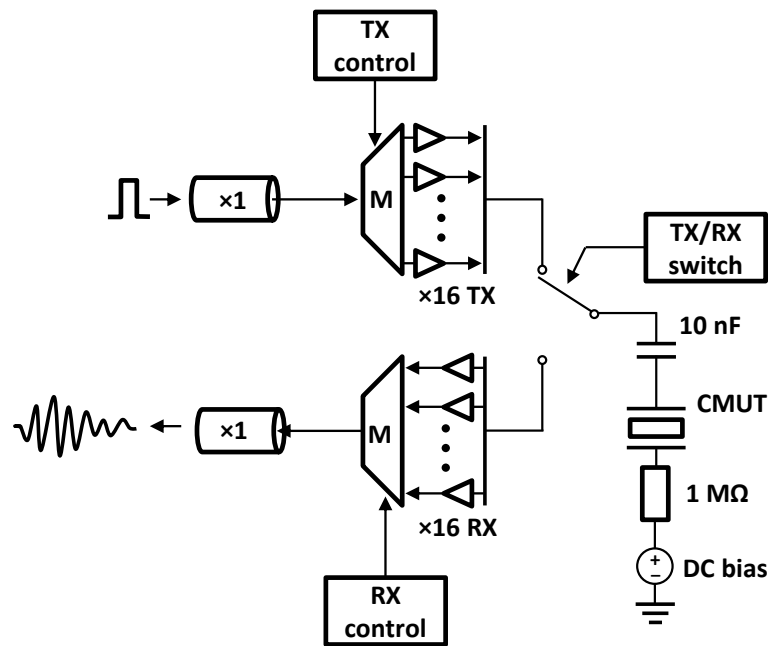 TX
control
×1
M
×16 TX
TX/RX
switch
10 nF
CMUT
1 MΩ
DC bias
×1
M
×16 RX
RX
control